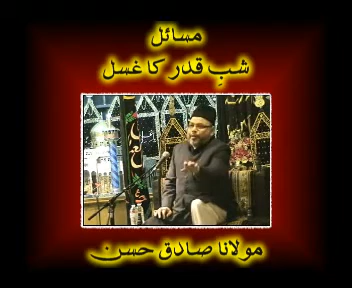 مسائل
شبِ قدر کا غسل
مولانا صادق حسن